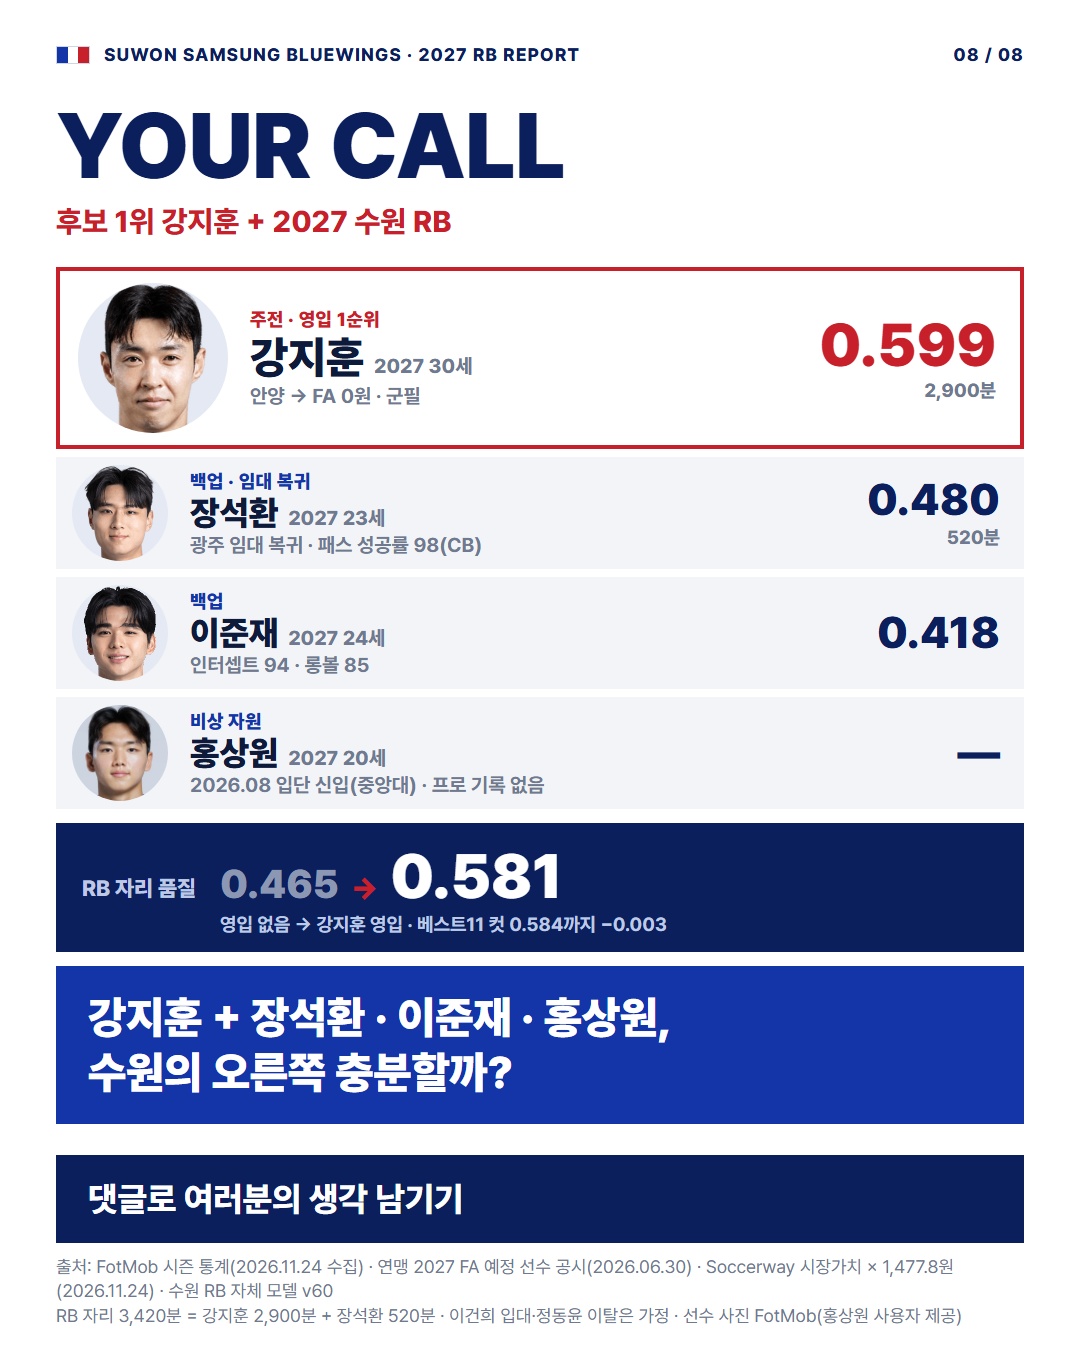 SUWON SAMSUNG BLUEWINGS · 2027 RB REPORT
08 / 08
YOUR CALL
후보 1위 강지훈 + 2027 수원 RB
주전 · 영입 1순위
강지훈 2027 30세
안양 → FA 0원 · 군필
0.599
2,900분
백업 · 임대 복귀
장석환 2027 23세
광주 임대 복귀 · 패스 성공률 98(CB)
0.480
520분
백업
이준재 2027 24세
인터셉트 94 · 롱볼 85
0.418
비상 자원
홍상원 2027 20세
2026.08 입단 신입(중앙대) · 프로 기록 없음
—
RB 자리 품질 0.465 → 0.581
영입 없음 → 강지훈 영입 · 베스트11 컷 0.584까지 −0.003
강지훈 + 장석환 · 이준재 · 홍상원,
수원의 오른쪽 충분할까?
댓글로 여러분의 생각 남기기
출처: FotMob 시즌 통계(2026.11.24 수집) · 연맹 2027 FA 예정 선수 공시(2026.06.30) · Soccerway 시장가치 × 1,477.8원
(2026.11.24) · 수원 RB 자체 모델 v60
RB 자리 3,420분 = 강지훈 2,900분 + 장석환 520분 · 이건희 입대·정동윤 이탈은 가정 · 선수 사진 FotMob(홍상원 사용자 제공)